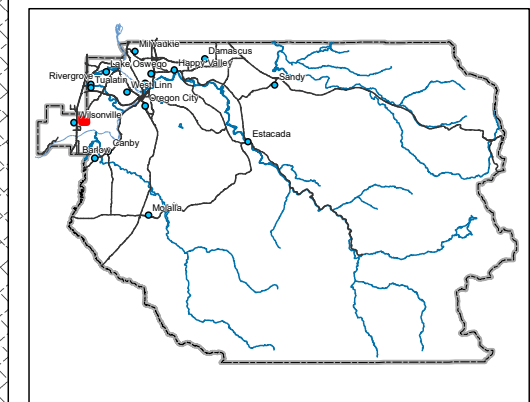 Milwaukie
Damascus
Lake Oswego
Happy Valley
Rivergrove
Tualatin
Sandy
West Linn
Oregon City
Wilsonville
Estacada
Canby
Barlow
Molalla